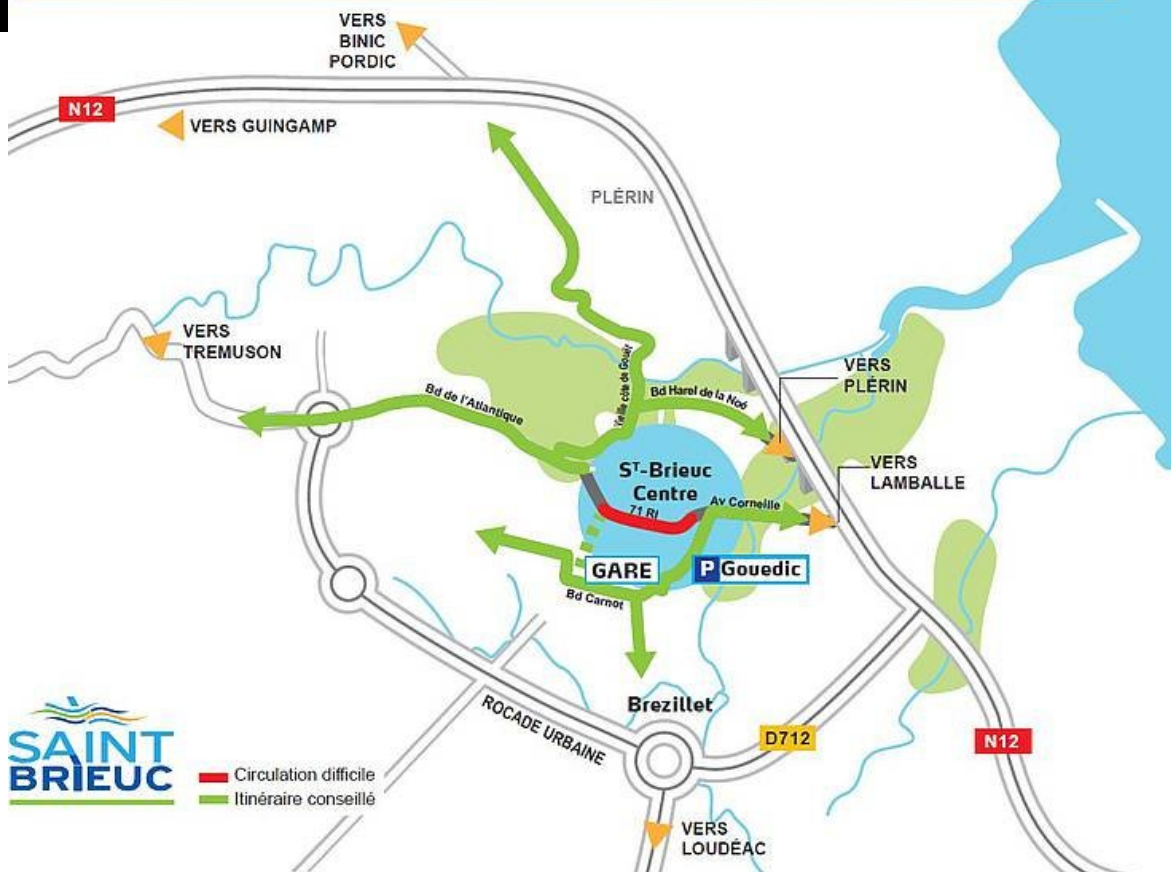 VERS
BINIC
PORDIC
N12
VERS GUINGAMP
PLÉRIN
VERS
TREMUSON
Vieille côte de Gouët
Bd de l'Atlantique
Bd Harel de la Noé
VERS
PLÉRIN
Sᵀ-Brieuc
Centre
71 RI
Av Corneille
VERS
LAMBALLE
GARE
P Gouedic
Bd Carnot
Brezillet
ROCADE URBAINE
D712
N12
SAINT
BRIEUC
Circulation difficile
Itinéraire conseillé
VERS
LOUDÉAC